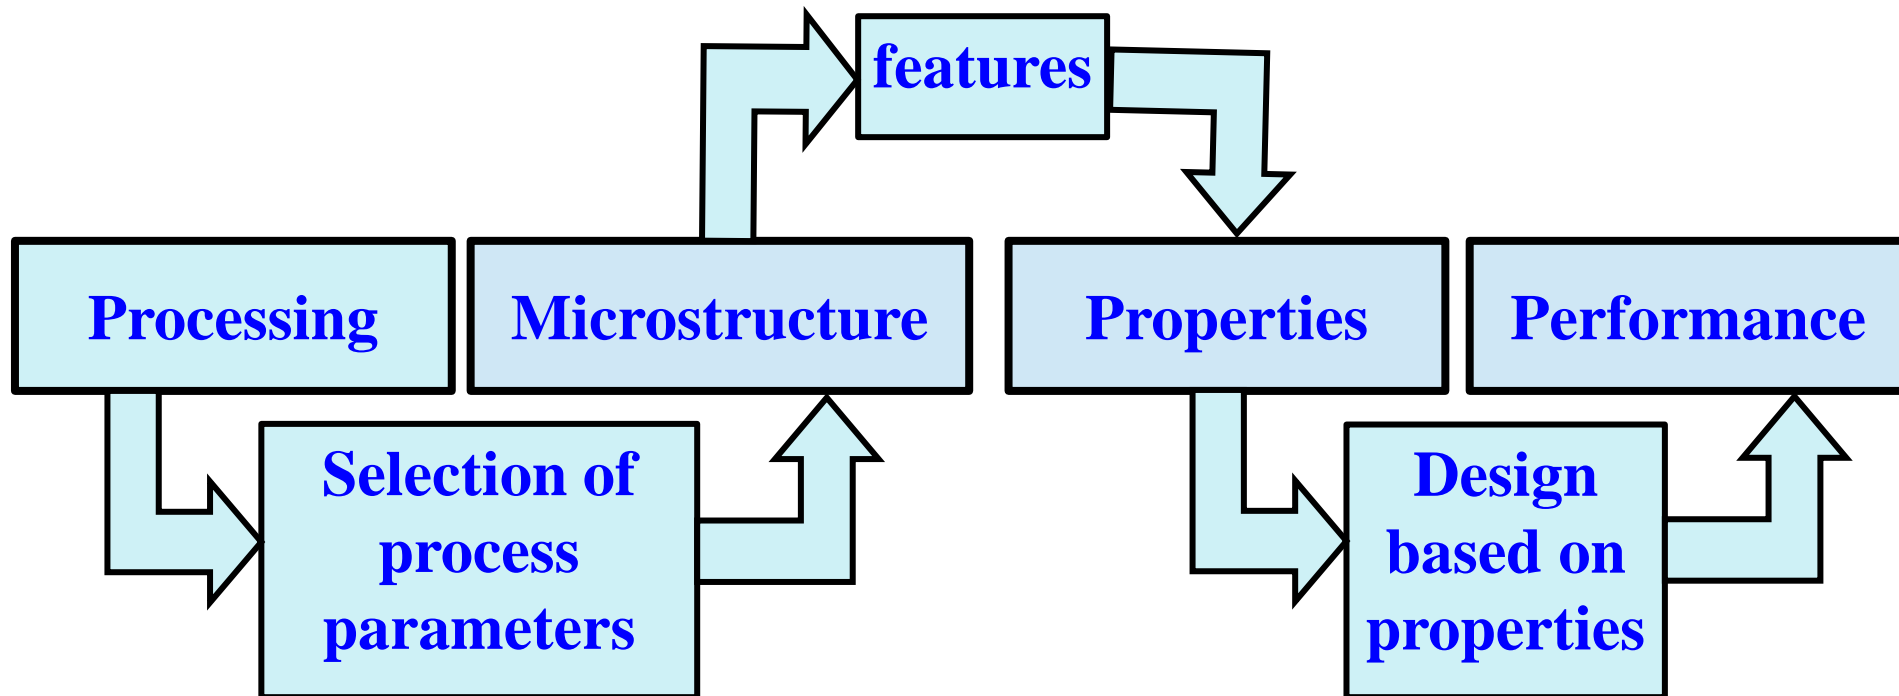 features
Processing
Microstructure
Properties
Performance
Selection of
process
parameters
Design
based on
properties